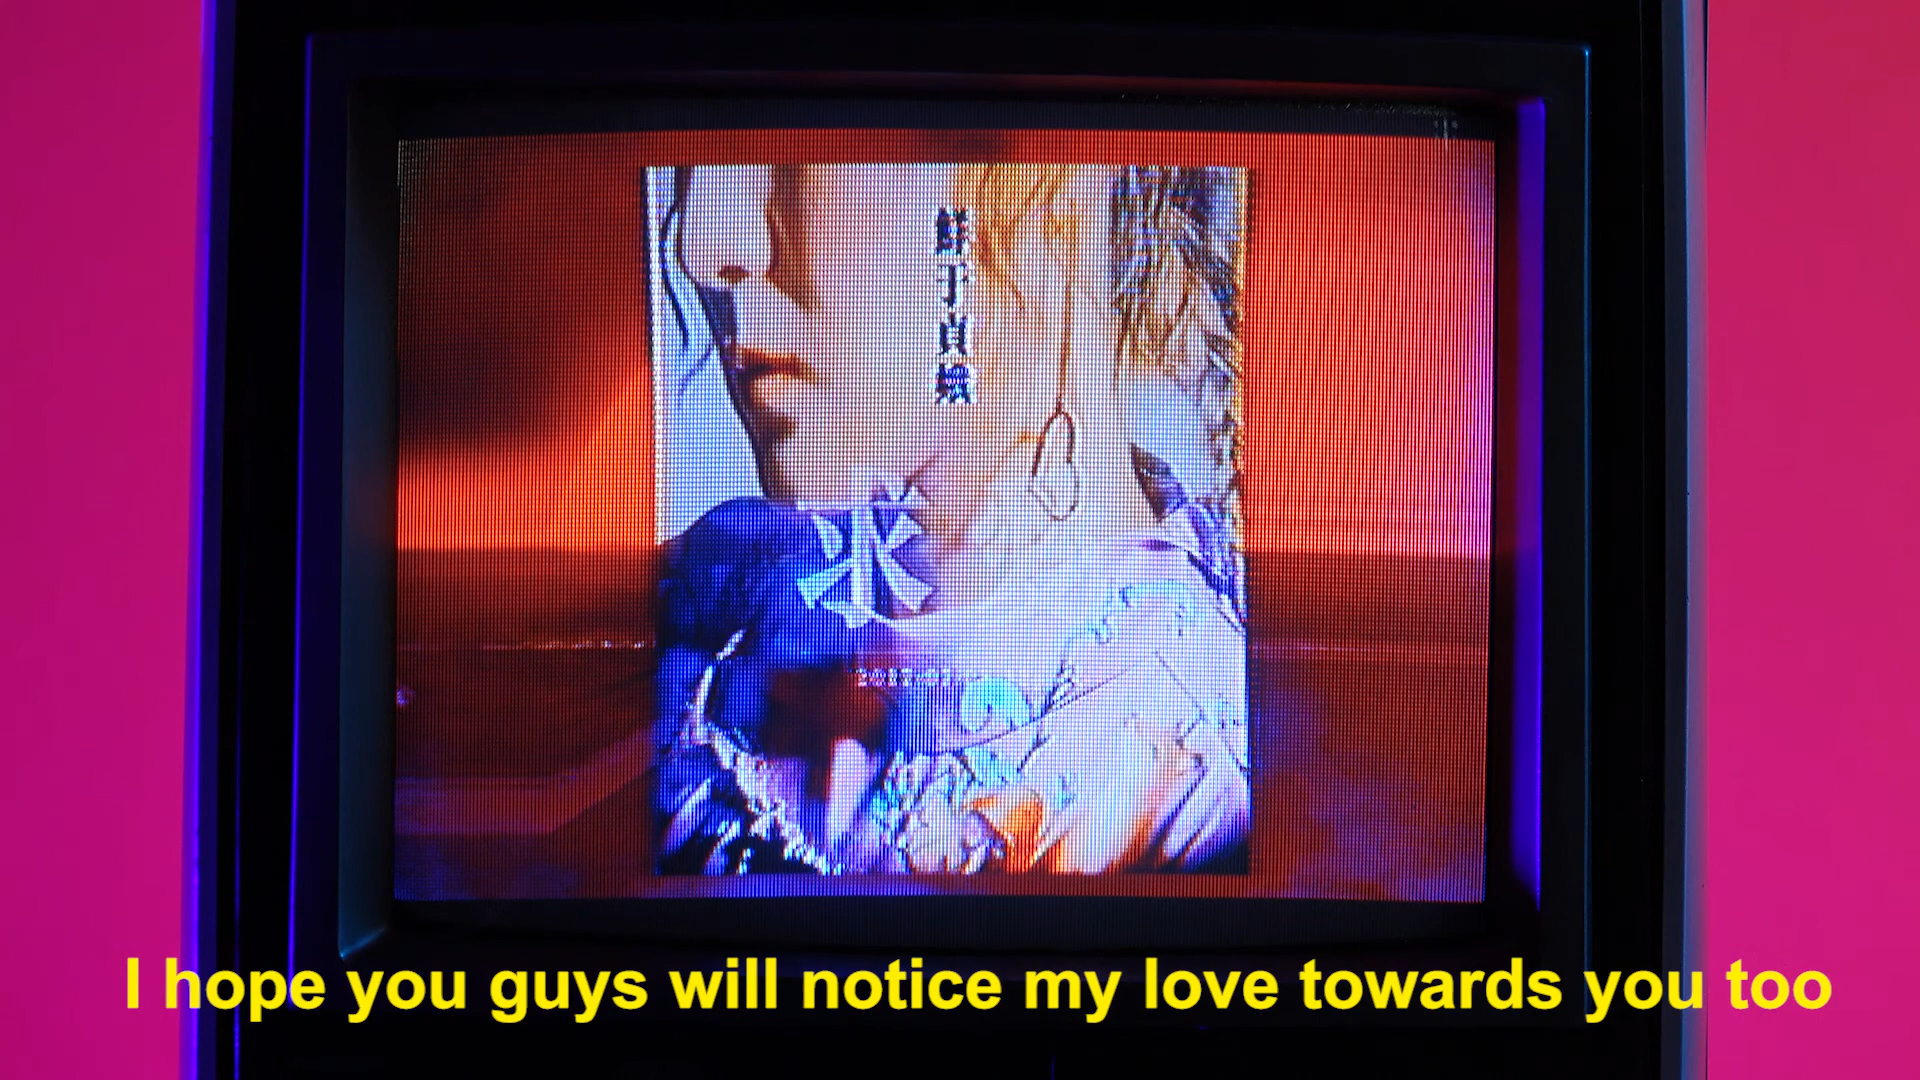 鮮于貞娥
求
I hope you guys will notice my love towards you too